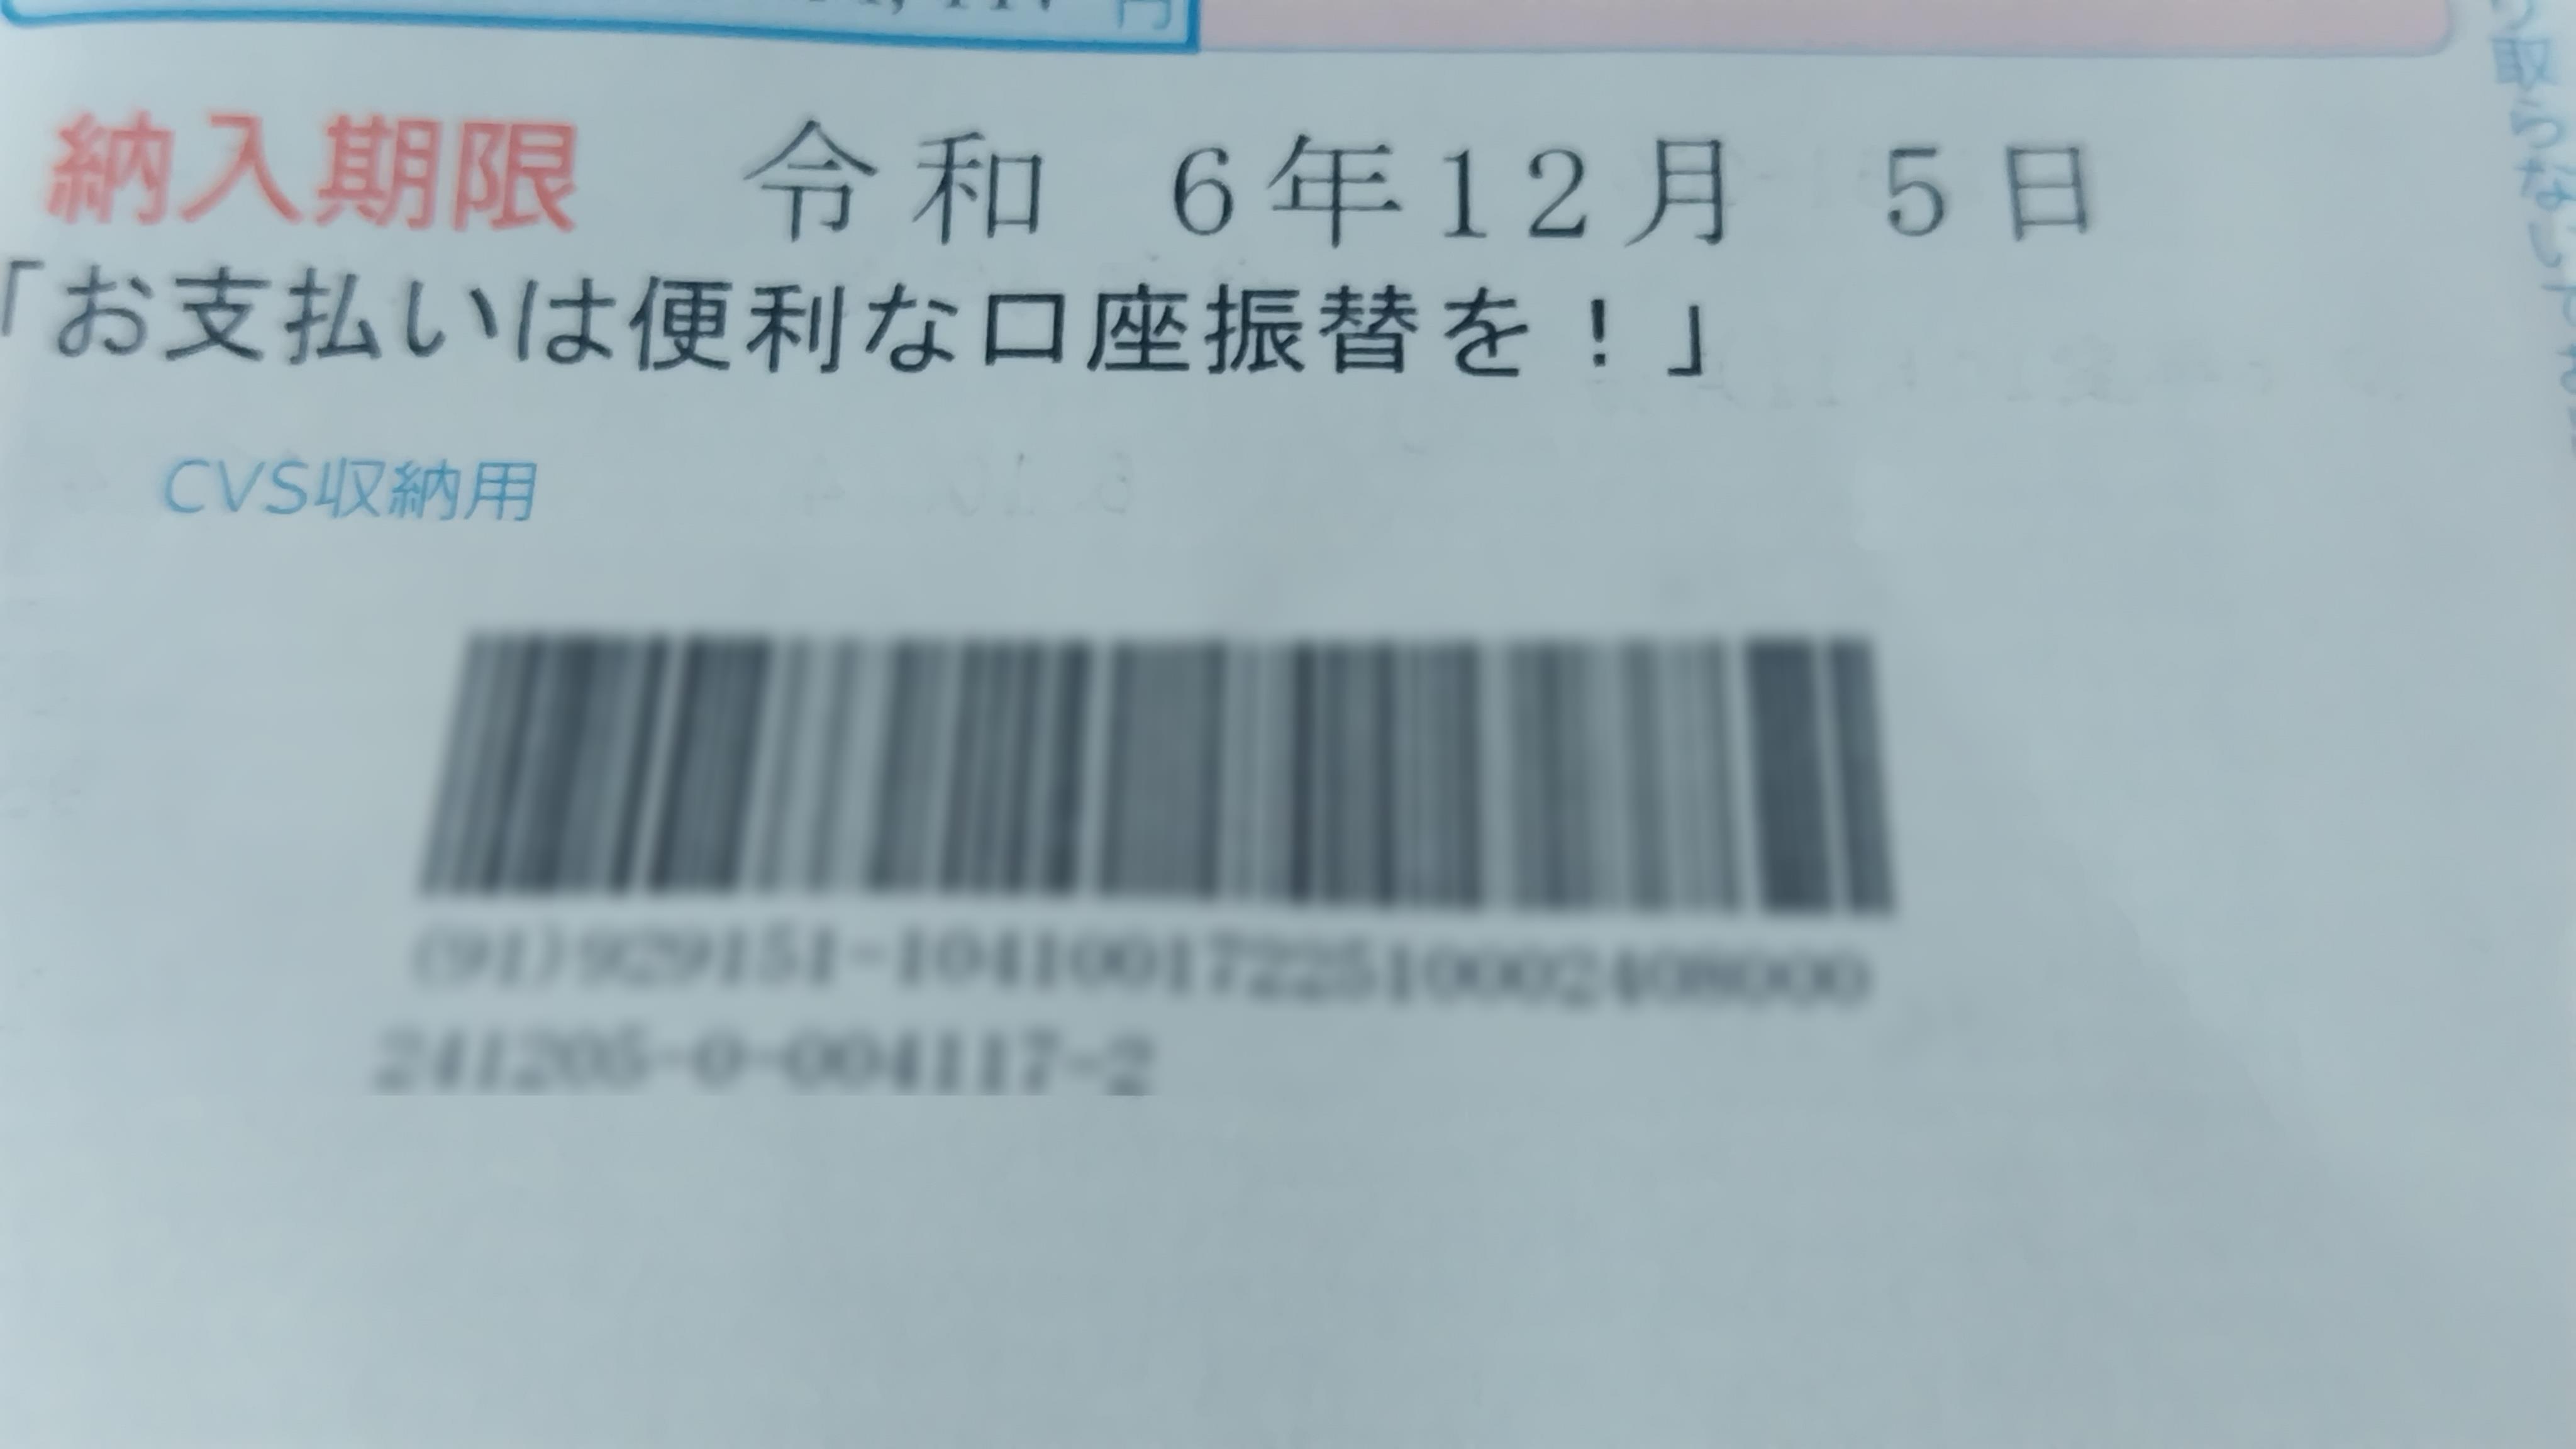 円
納入期限　令和　6年12月　5日
「お支払いは便利な口座振替を！」
CVS収納用
(91)929151-1041001722510002408000
241205-0-004117-2